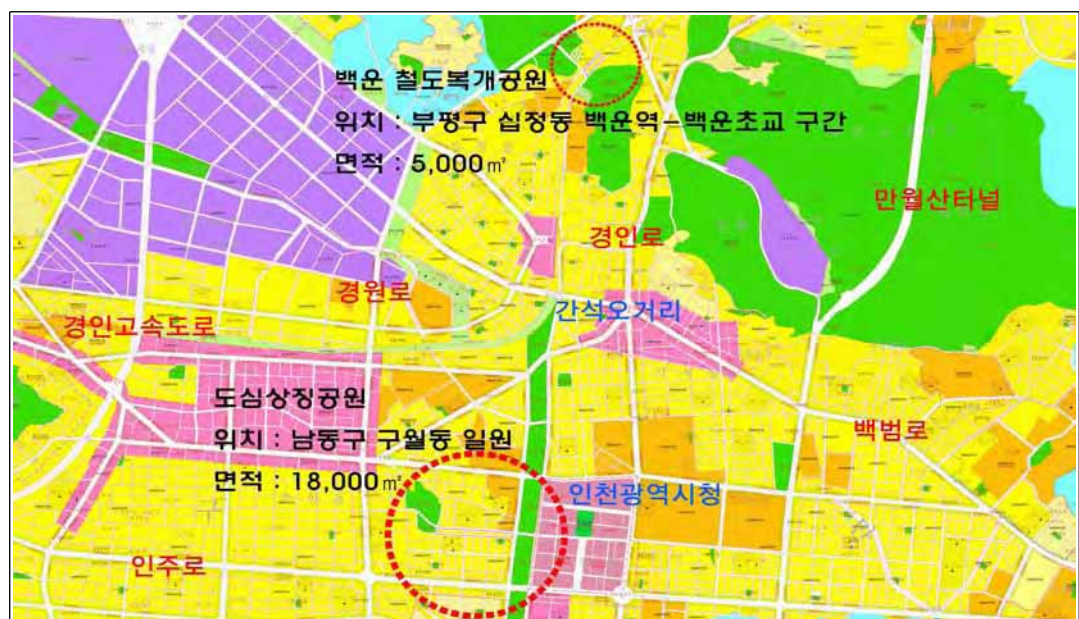 백운 철도복개공원
위치 : 부평구 십정동 백운역-백운초교 구간
면적 : 5,000㎡
만월산터널
경인로
경원로
간석오거리
경인고속도로
도심상징공원
위치 : 남동구 구월동 일원
면적 : 18,000㎡
백범로
인천광역시청
인주로